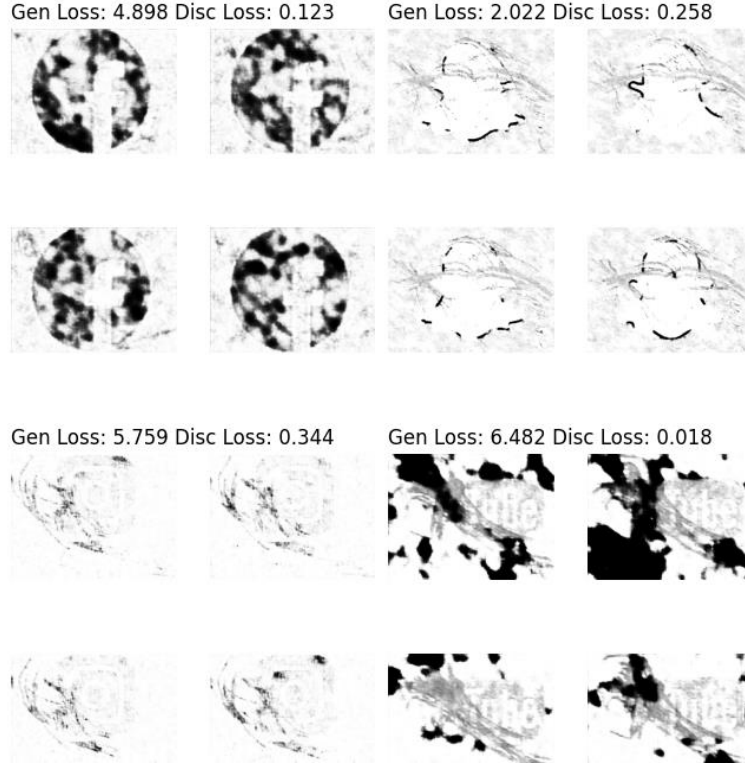 Gen Loss: 4.898 Disc Loss: 0.123
Gen Loss: 2.022 Disc Loss: 0.258
Gen Loss: 5.759 Disc Loss: 0.344
Gen Loss: 6.482 Disc Loss: 0.018